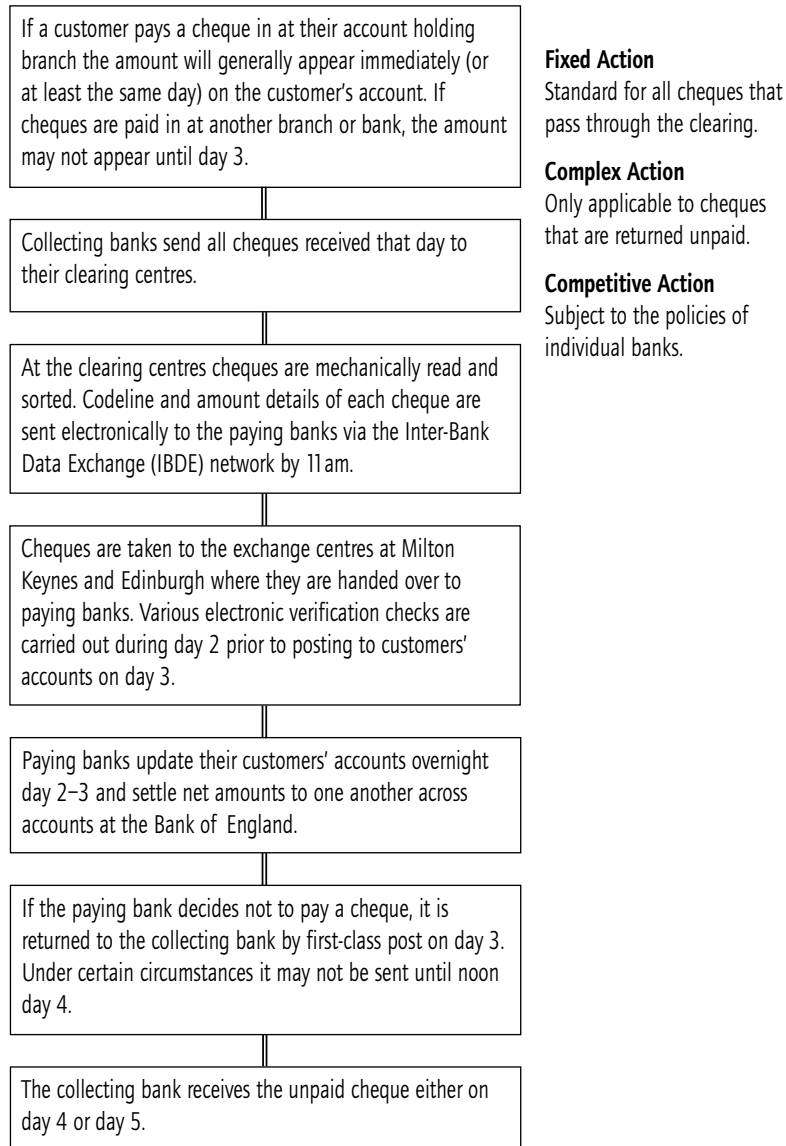 If a customer pays a cheque in at their account holding
branch the amount will generally appear immediately (or
at least the same day) on the customer's account. If
cheques are paid in at another branch or bank, the amount
may not appear until day 3.
Collecting banks send all cheques received that day to
their clearing centres.
At the clearing centres cheques are mechanically read and
sorted. Codeline and amount details of each cheque are
sent electronically to the paying banks via the Inter-Bank
Data Exchange (IBDE) network by 11am.
Cheques are taken to the exchange centres at Milton
Keynes and Edinburgh where they are handed over to
paying banks. Various electronic verification checks are
carried out during day 2 prior to posting to customers'
accounts on day 3.
Paying banks update their customers' accounts overnight
day 2–3 and settle net amounts to one another across
accounts at the Bank of England.
If the paying bank decides not to pay a cheque, it is
returned to the collecting bank by first-class post on day 3.
Under certain circumstances it may not be sent until noon
day 4.
The collecting bank receives the unpaid cheque either on
day 4 or day 5.
Fixed Action
Standard for all cheques that
pass through the clearing.
Complex Action
Only applicable to cheques
that are returned unpaid.
Competitive Action
Subject to the policies of
individual banks.